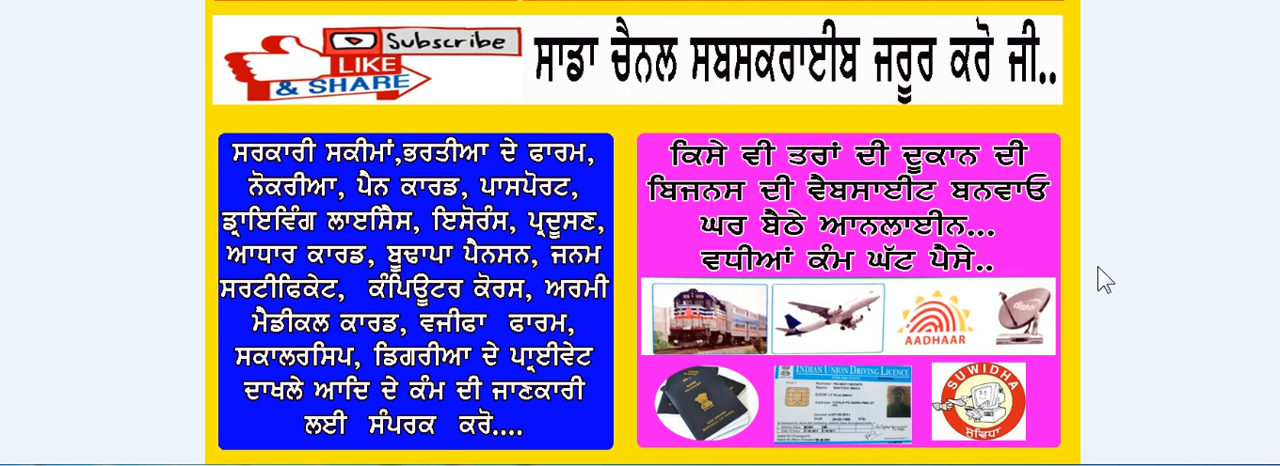 Subscribe
LIKE
& SHARE
ਸਾਡਾ ਚੈਨਲ ਸਬਸਕਰਾਈਬ ਜਰੂਰ ਕਰੋ ਜੀ..
ਸਰਕਾਰੀ ਸਕੀਮਾਂ,ਭਰਤੀਆ ਦੇ ਫਾਰਮ,
ਨੋਕਰੀਆ, ਪੈਨ ਕਾਰਡ, ਪਾਸਪੋਰਟ,
ਡ੍ਰਾਇਵਿੰਗ ਲਾਇਸੈਂਸ, ਇਸੋਰੰਸ, ਪ੍ਰਦੂਸਣ,
ਆਧਾਰ ਕਾਰਡ, ਬੂਢਾਪਾ ਪੈਨਸਨ, ਜਨਮ
ਸਰਟੀਫਿਕੇਟ, ਕੰਪਿਊਟਰ ਕੋਰਸ, ਅਰਮੀ
ਮੈਡੀਕਲ ਕਾਰਡ, ਵਜੀਫਾ ਫਾਰਮ,
ਸਕਾਲਰਸਿਪ, ਡਿਗਰੀਆ ਦੇ ਪ੍ਰਾਈਵੇਟ
ਦਾਖਲੇ ਆਦਿ ਦੇ ਕੰਮ ਦੀ ਜਾਣਕਾਰੀ
ਲਈ ਸੰਪਰਕ ਕਰੋ....
ਕਿਸੇ ਵੀ ਤਰਾਂ ਦੀ ਦੂਕਾਨ ਦੀ
ਬਿਜਨਸ ਦੀ ਵੈਬਸਾਈਟ ਬਨਵਾਓ
ਘਰ ਬੈਠੇ ਆਨਲਾਈਨ...
ਵਧੀਆਂ ਕੰਮ ਘੱਟ ਪੈਸੇ..
AADHAAR
INDIAN UNION DRIVING LICENCE
SUWIDHA
ਸੁਵਿਧਾ